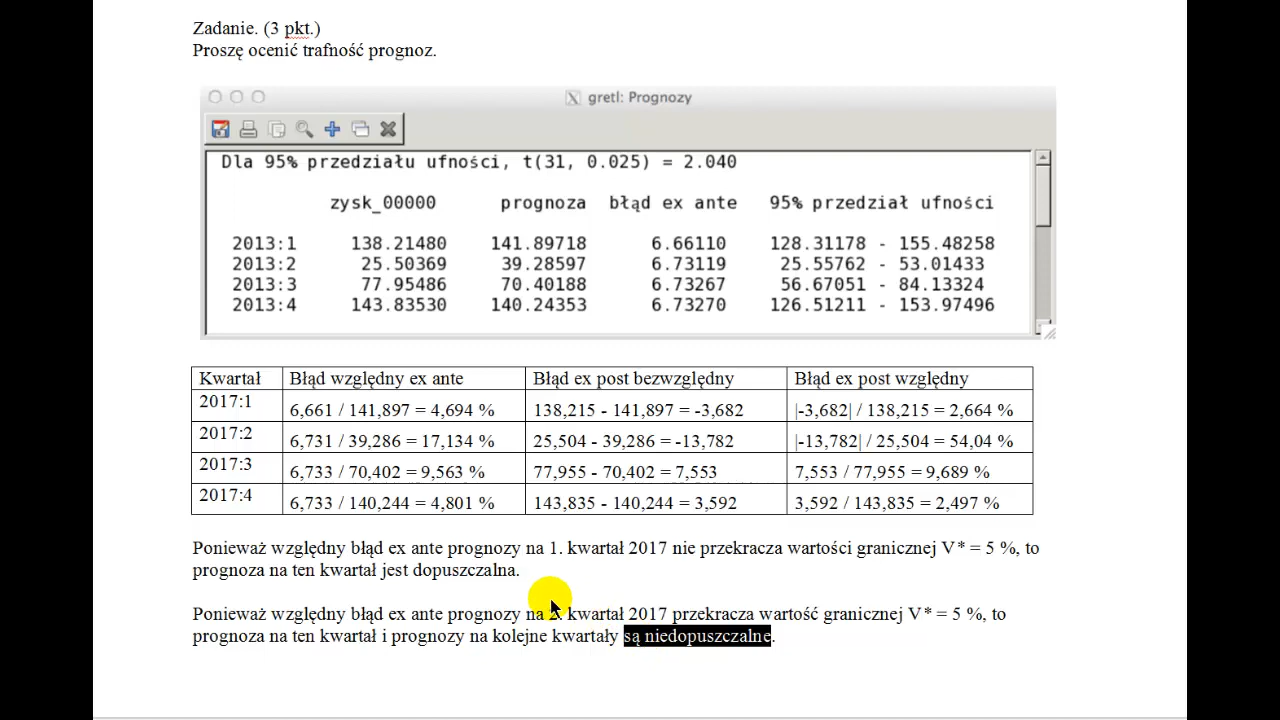 Zadanie. (3 pkt.)
Proszę ocenić trafność prognoz.
gretl: Prognozy
Dla 95% przedziału ufności, t(31, 0.025) = 2.040
zysk_00000 prognoza błąd ex ante 95% przedział ufności
2013:1 138.21480 141.89718 6.66110 128.31178 - 155.48258
2013:2 25.50369 39.28597 6.73119 25.55762 - 53.01433
2013:3 77.95486 70.40188 6.73267 56.67051 - 84.13324
2013:4 143.83530 140.24353 6.73270 126.51211 - 153.97496
Kwartał Błąd względny ex ante Błąd ex post bezwzględny Błąd ex post względny
2017:1 6,661 / 141,897 = 4,694 % 138,215 - 141,897 = -3,682 |-3,682| / 138,215 = 2,664 %
2017:2 6,731 / 39,286 = 17,134 % 25,504 - 39,286 = -13,782 |-13,782| / 25,504 = 54,04 %
2017:3 6,733 / 70,402 = 9,563 % 77,955 - 70,402 = 7,553 7,553 / 77,955 = 9,689 %
2017:4 6,733 / 140,244 = 4,801 % 143,835 - 140,244 = 3,592 3,592 / 143,835 = 2,497 %
Ponieważ względny błąd ex ante prognozy na 1. kwartał 2017 nie przekracza wartości granicznej V* = 5 %, to
prognoza na ten kwartał jest dopuszczalna.
Ponieważ względny błąd ex ante prognozy na 2. kwartał 2017 przekracza wartość granicznej V* = 5 %, to
prognoza na ten kwartał i prognozy na kolejne kwartały są niedopuszczalne.